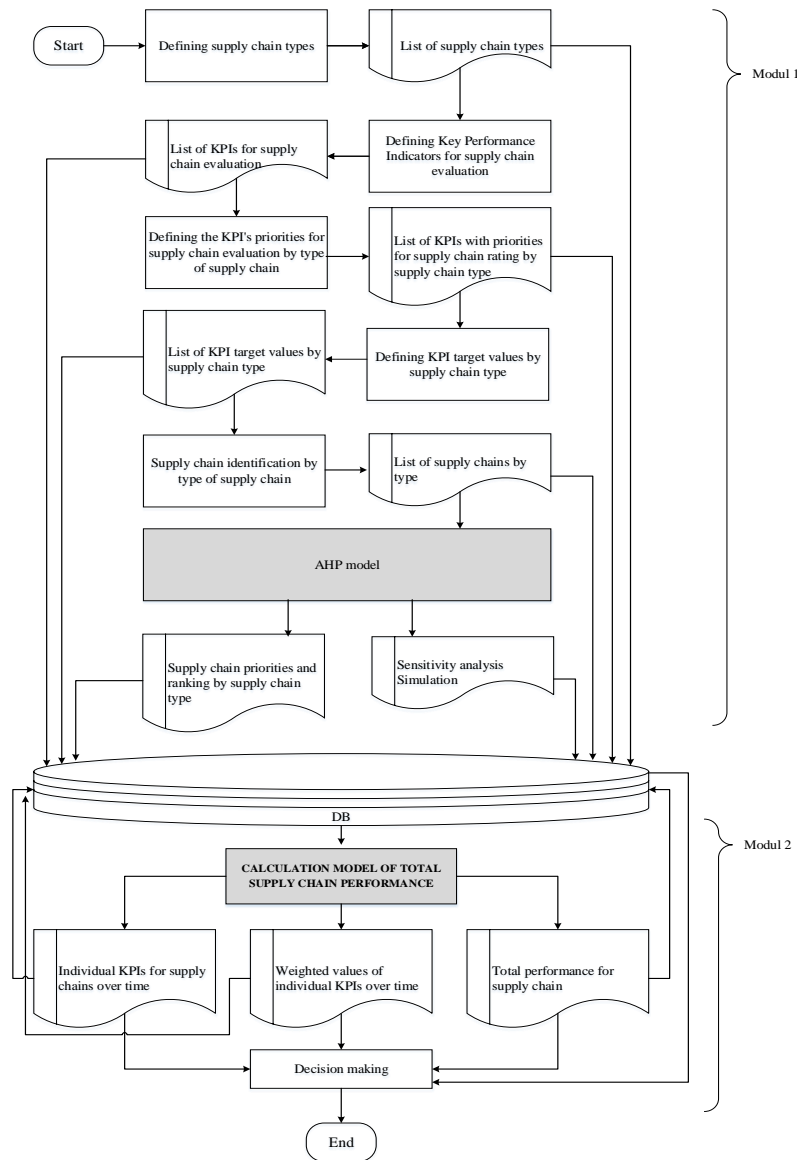 Start
Defining supply chain types
List of supply chain types
Modul 1
List of KPIs for supply
chain evaluation
Defining Key Performance
Indicators for supply chain
evaluation
Defining the KPI's priorities for
supply chain evaluation by type
of supply chain
List of KPIs with priorities
for supply chain rating by
supply chain type
List of KPI target values by
supply chain type
Defining KPI target values by
supply chain type
Supply chain identification by
type of supply chain
List of supply chains by
type
AHP model
Supply chain priorities and
ranking by supply chain
type
Sensitivity analysis
Simulation
DB
Modul 2
CALCULATION MODEL OF TOTAL
SUPPLY CHAIN PERFORMANCE
Individual KPIs for supply
chains over time
Weighted values of
individual KPIs over time
Total performance for
supply chain
Decision making
End